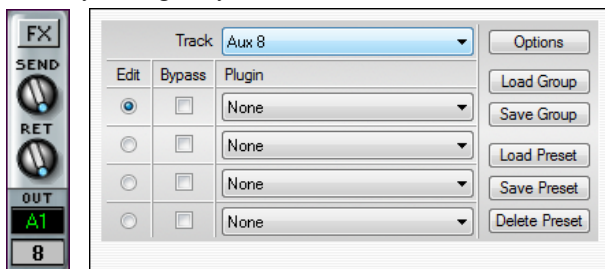 FX
SEND
RET
OUT
A1
8
Track Aux 8
Edit Bypass Plugin
None
None
None
None
Options
Load Group
Save Group
Load Preset
Save Preset
Delete Preset